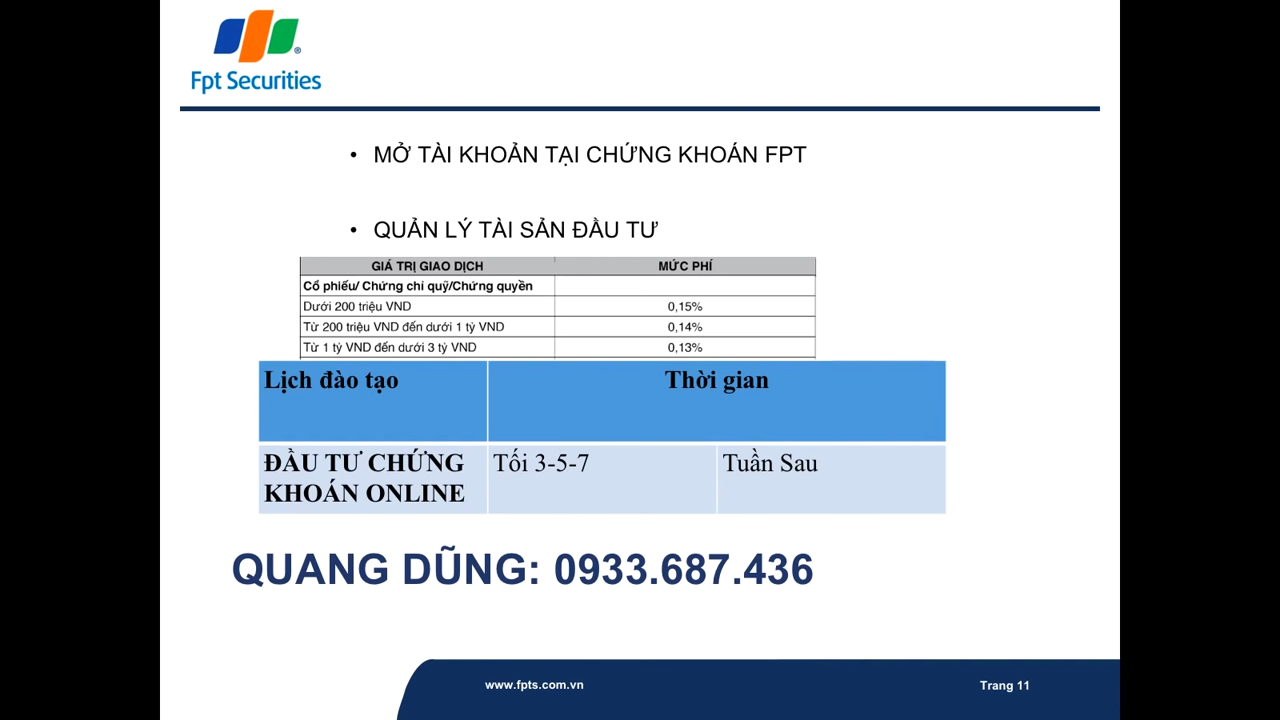 Fpt Securities
• MỞ TÀI KHOẢN TẠI CHỨNG KHOÁN FPT
• QUẢN LÝ TÀI SẢN ĐẦU TƯ
GIÁ TRỊ GIAO DỊCH MỨC PHÍ
Cổ phiếu/ Chứng chỉ quỹ/Chứng quyền
Dưới 200 triệu VND 0,15%
Từ 200 triệu VND đến dưới 1 tỷ VND 0,14%
Từ 1 tỷ VND đến dưới 3 tỷ VND 0,13%
Lịch đào tạo Thời gian
ĐẦU TƯ CHỨNG Tối 3-5-7 Tuần Sau
KHOÁN ONLINE
QUANG DŨNG: 0933.687.436
www.fpts.com.vn Trang 11